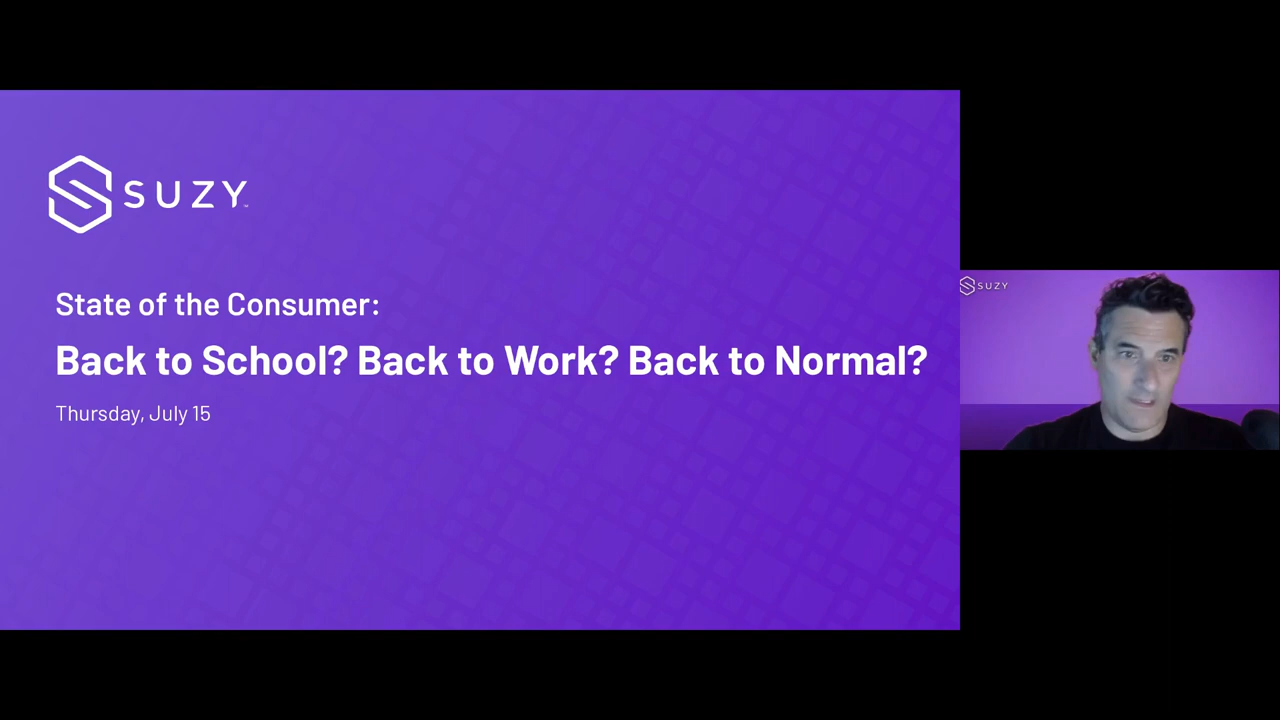 SUZY
State of the Consumer:
Back to School? Back to Work? Back to Normal?
Thursday, July 15
SUZY